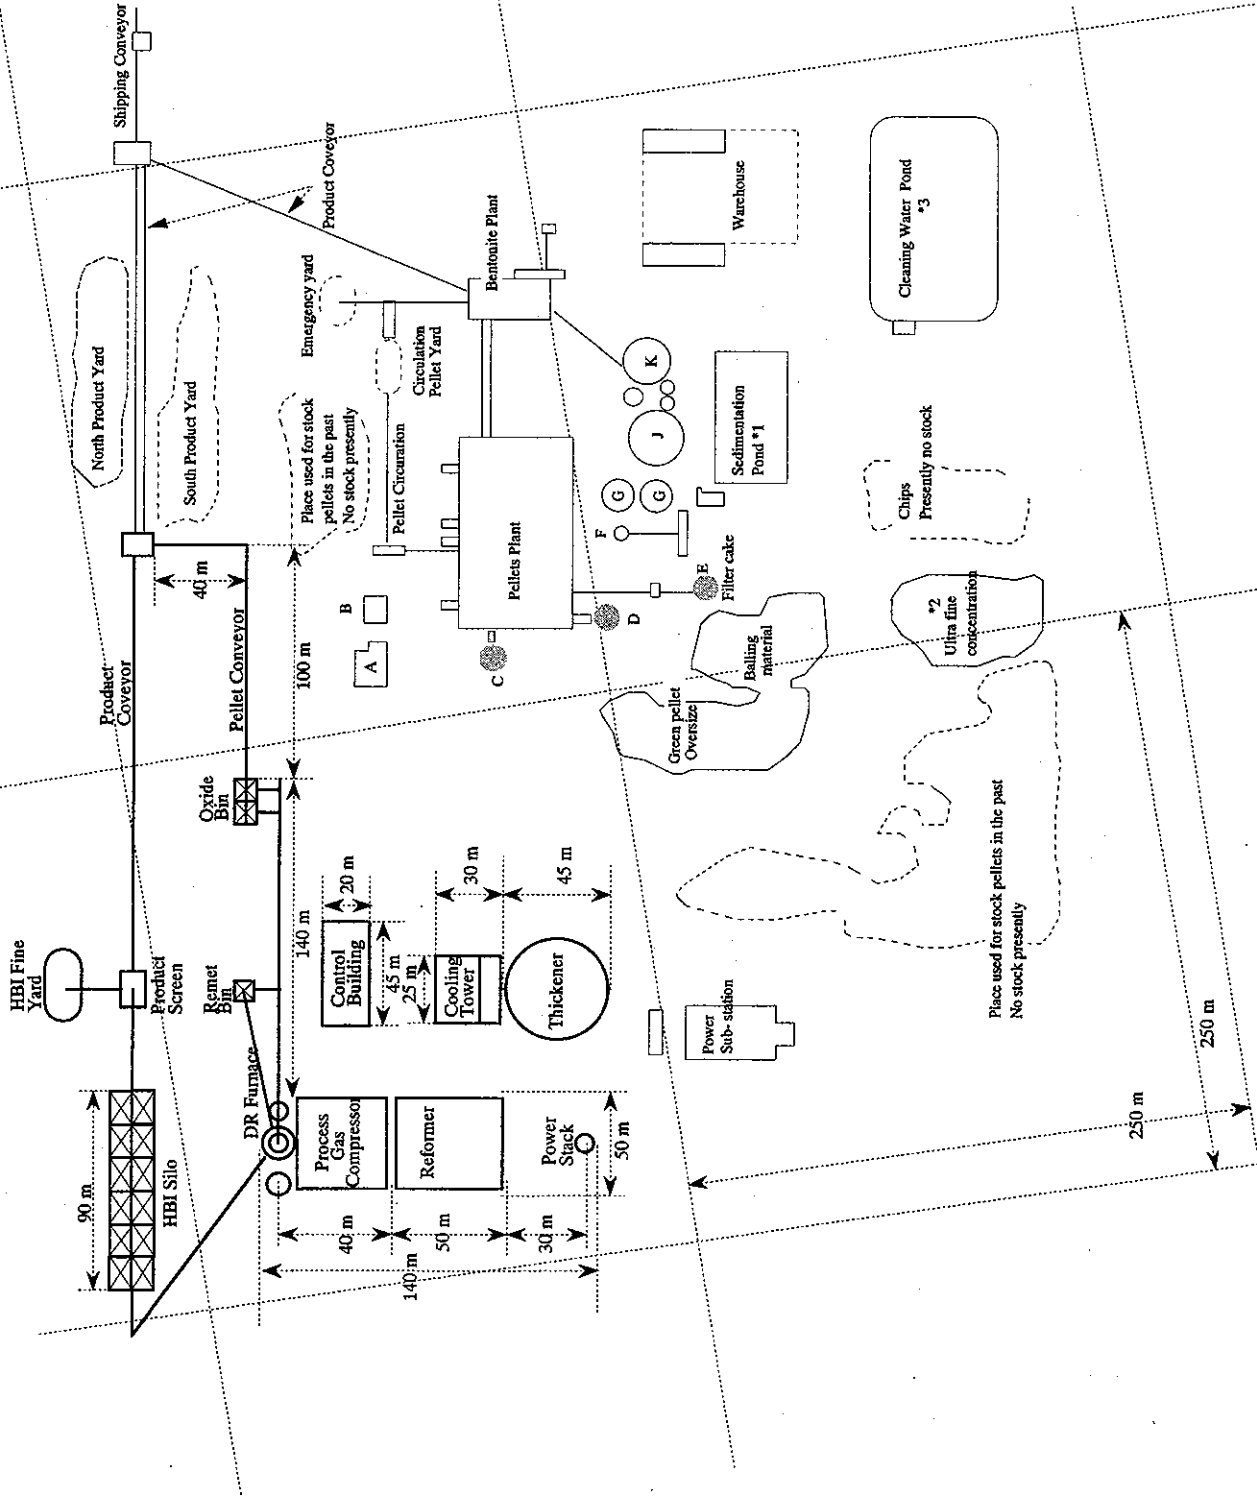 Shipping Conveyor
Product Coveyor
North Product Yard
South Product Yard
Emergency yard
Bentonite Plant
Circulation
Pellet Yard
Place used for stock
pellets in the past
No stock presently
Pellet Circuration
Pellets Plant
Warehouse
Cleaning Water Pond
*3
K
J
G
G
F
Sedimentation
Pond *1
Chips
Presently no stock
E
Filter cake
D
C
B
A
*2
Ultra fine
concentration
Balling
material
Green pellet
Oversize
40 m
100 m
Product
Coveyor
Pellet Conveyor
Oxide
Bin
HBI Fine
Yard
Product
Screen
Remet
Bin
140 m
20 m
Control
Building
45 m
25 m
Cooling
Tower
30 m
45 m
Thickener
Power
Sub- station
Place used for stock pellets in the past
No stock presently
90 m
HBI Silo
DR Furnace
Process
Gas
Compressor
Reformer
Power
Stack
50 m
40 m
50 m
30 m
140 m
250 m
250 m